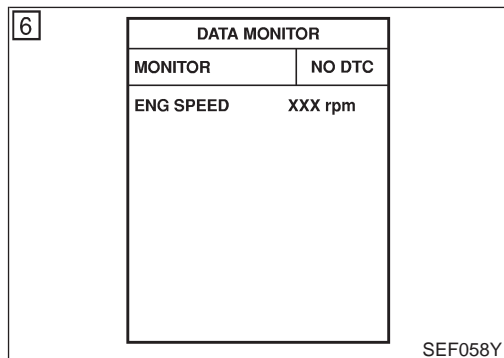 6
DATA MONITOR
MONITOR NO DTC
ENG SPEED XXX rpm
SEF058Y